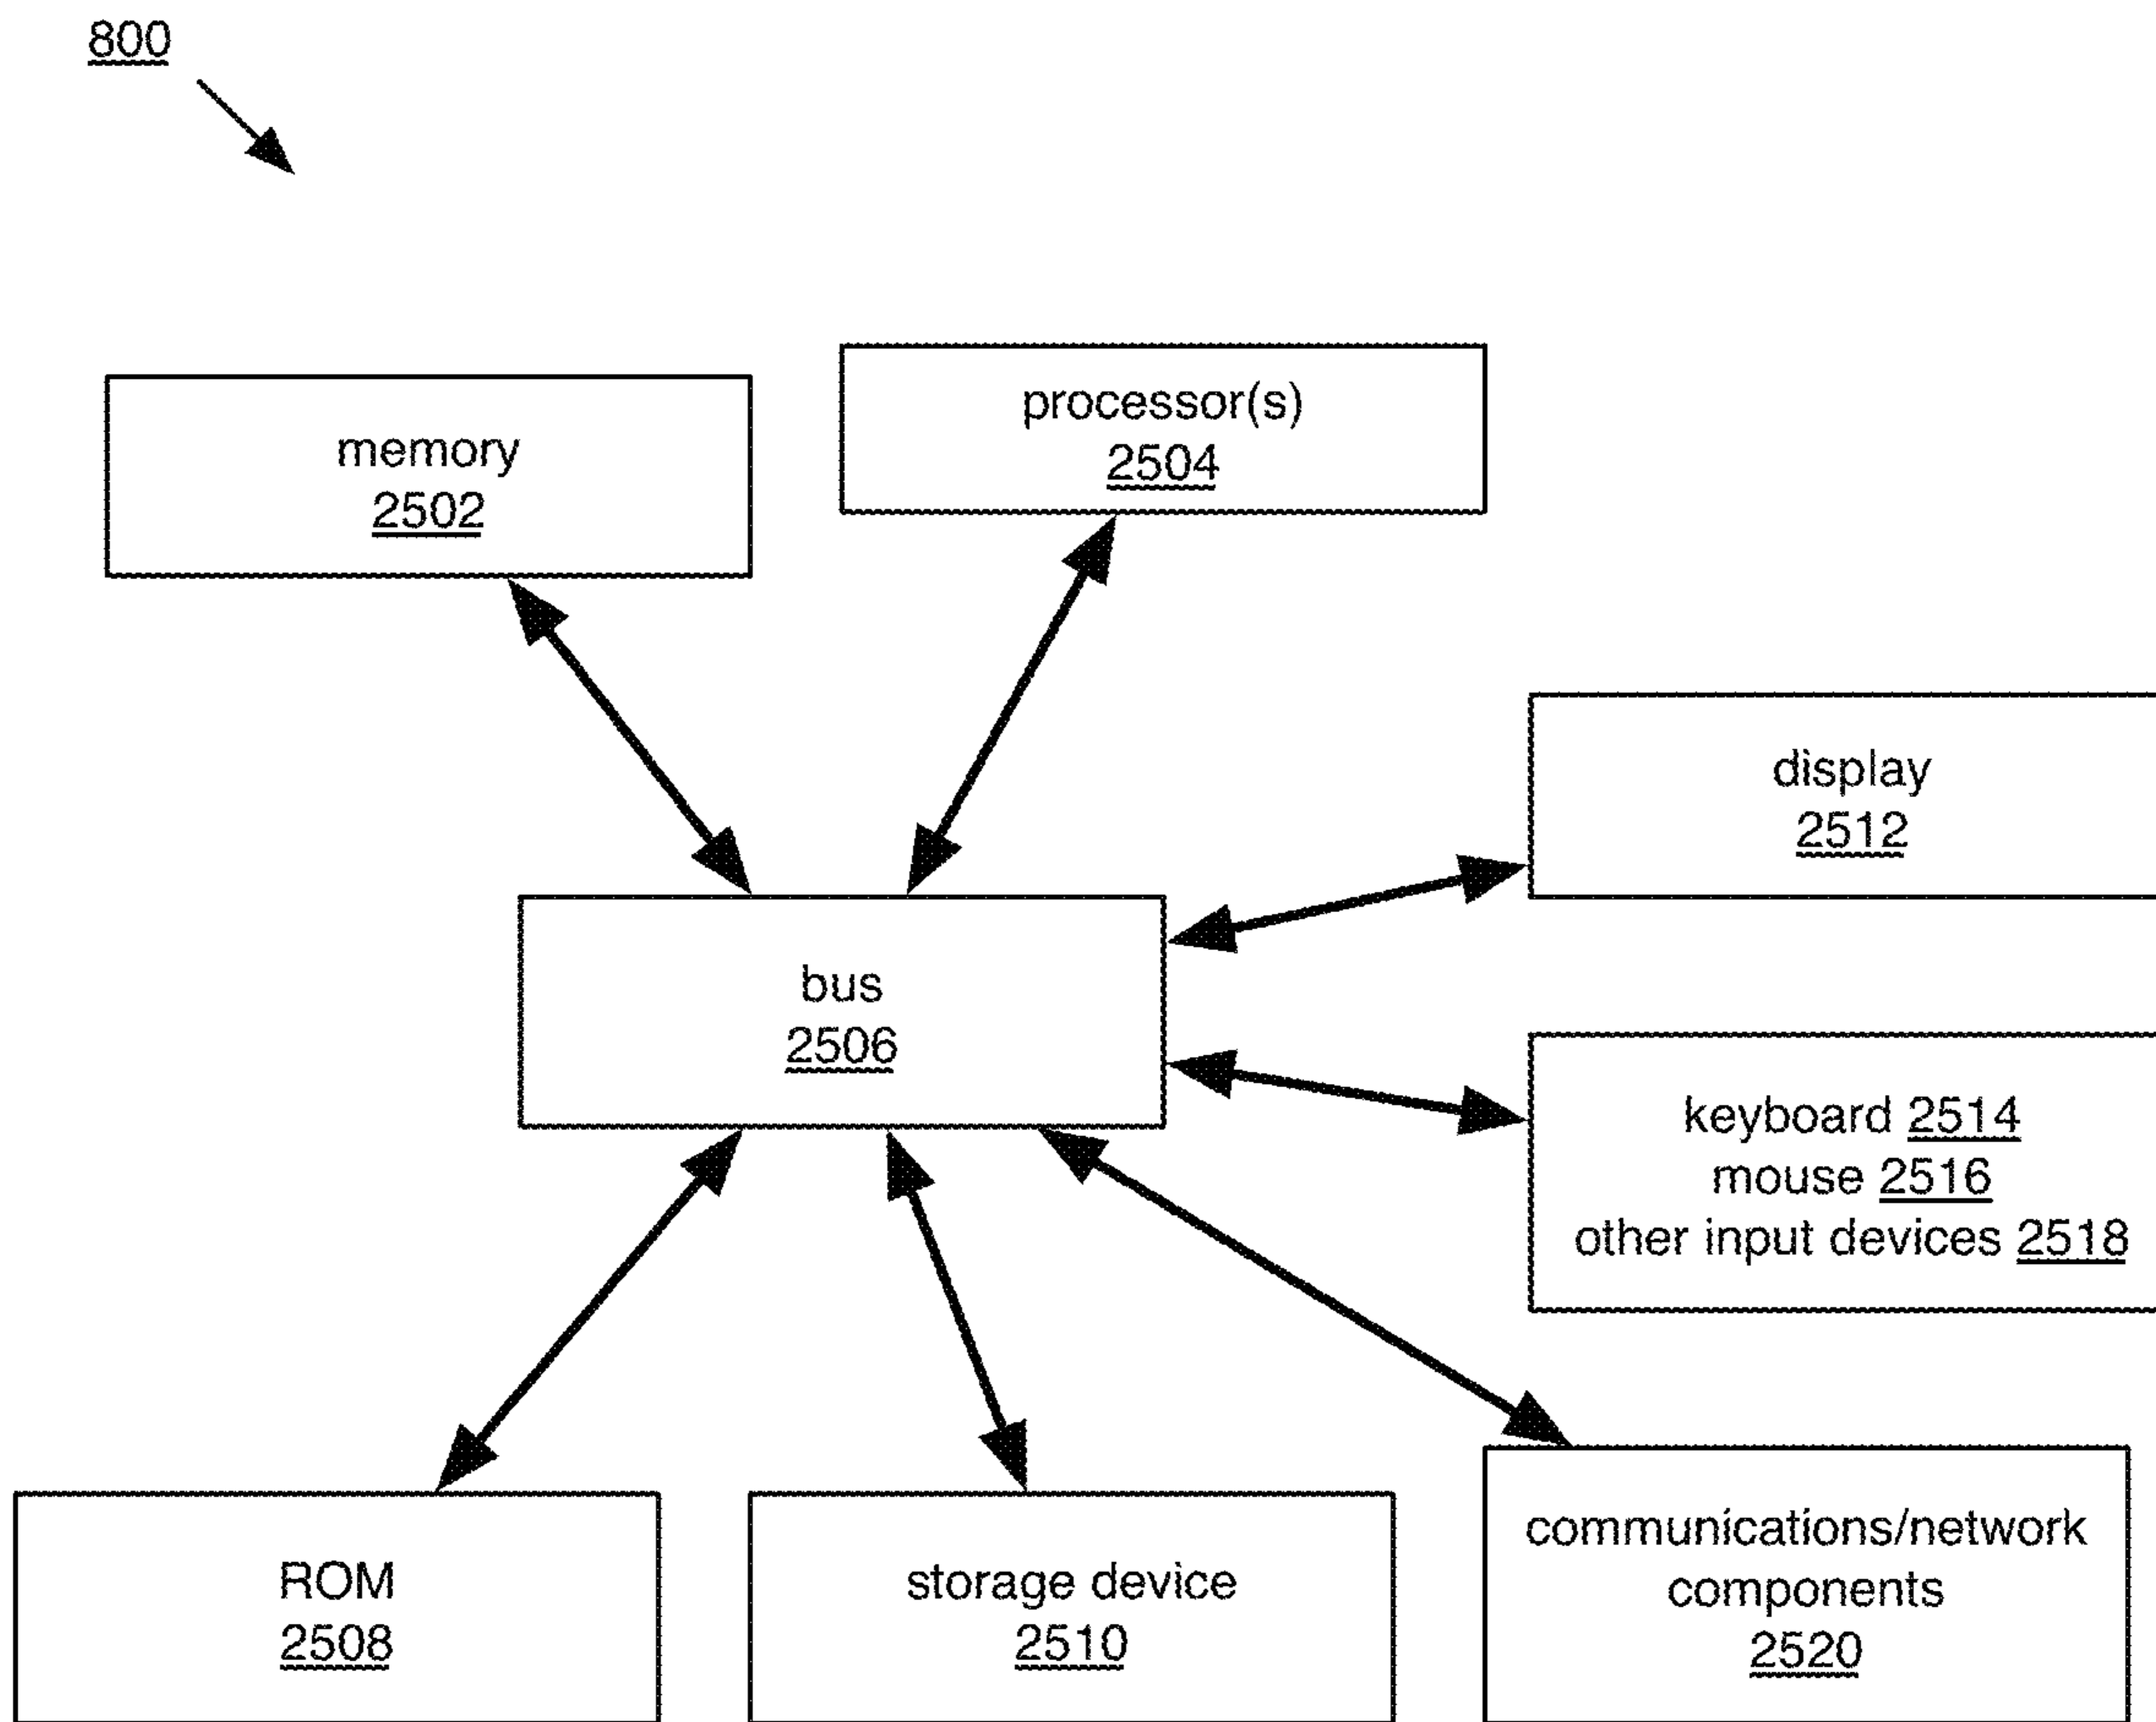 800
memory
2502
processor(s)
2504
display
2512
bus
2506
keyboard 2514
mouse 2516
other input devices 2518
ROM
2508
storage device
2510
communications/network
components
2520